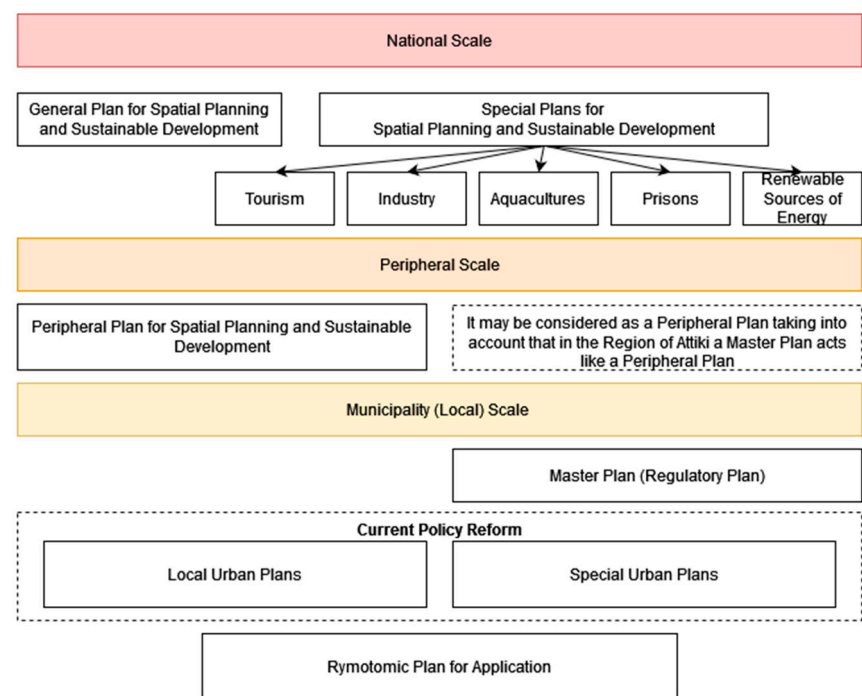 National Scale
General Plan for Spatial Planning
and Sustainable Development
Special Plans for
Spatial Planning and Sustainable Development
Tourism
Industry
Aquacultures
Prisons
Renewable
Sources of
Energy
Peripheral Scale
Peripheral Plan for Spatial Planning and Sustainable
Development
It may be considered as a Peripheral Plan taking into
account that in the Region of Attiki a Master Plan acts
like a Peripheral Plan
Municipality (Local) Scale
Master Plan (Regulatory Plan)
Current Policy Reform
Local Urban Plans
Special Urban Plans
Rymotomic Plan for Application